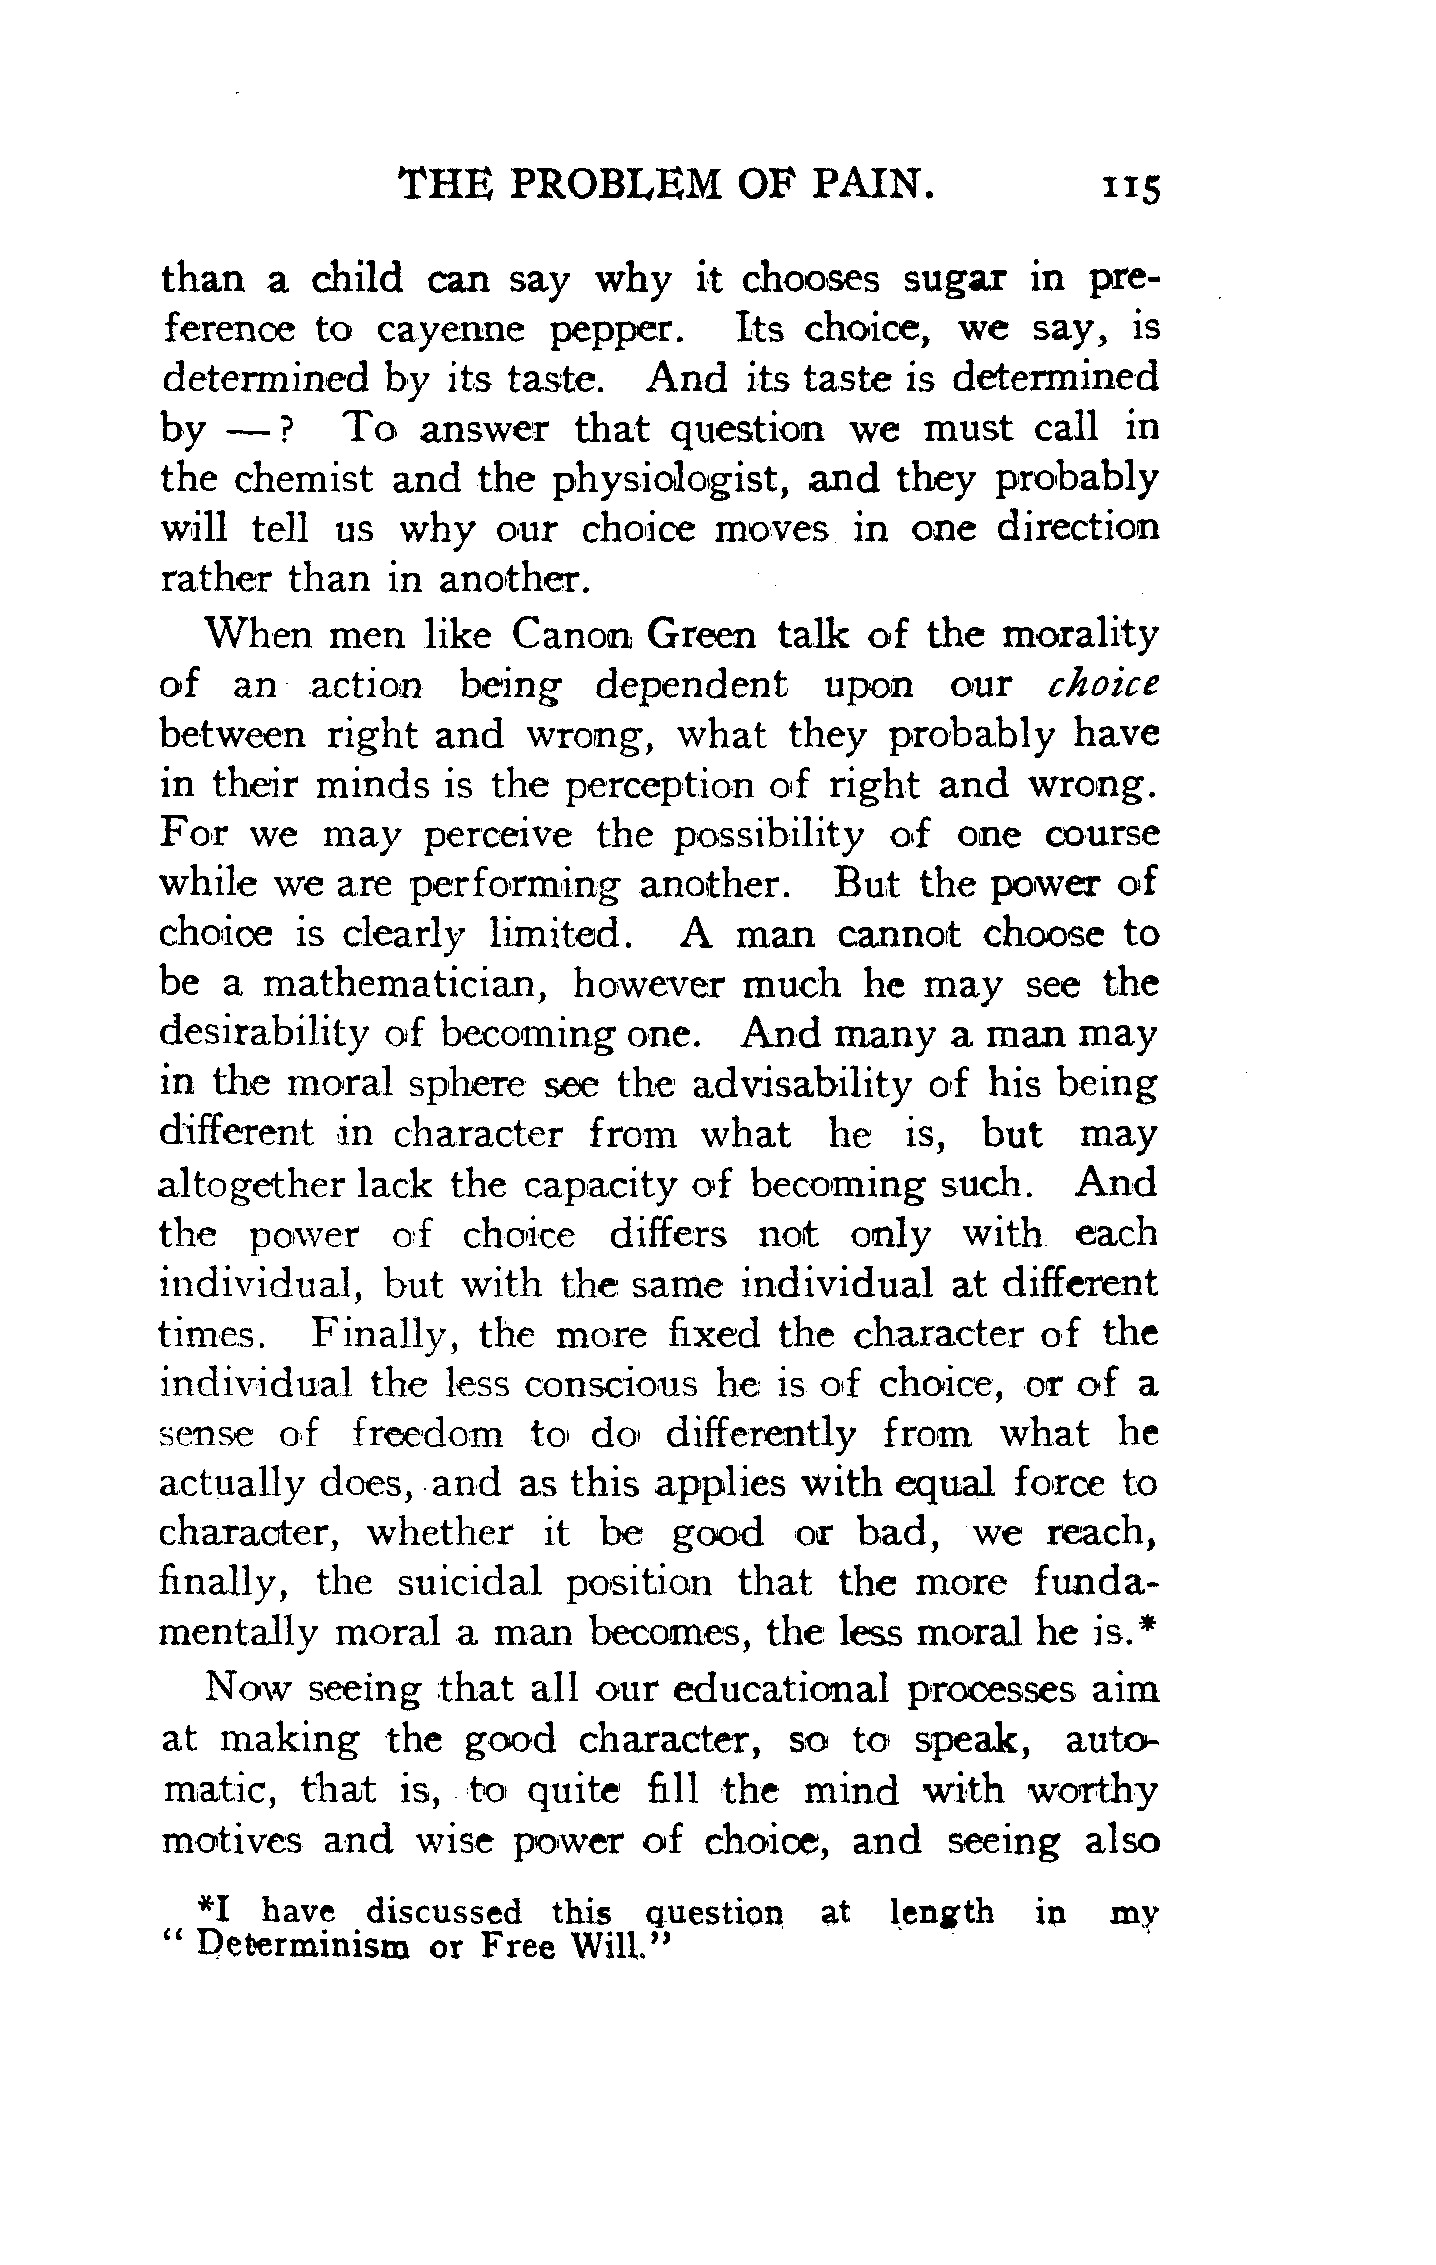 THE PROBLEM OF PAIN. 115
than a child can say why it chooses sugar in pre-
ference to cayenne pepper. Its choice, we say, is
determined by its taste. And its taste is determined
by — ? To answer that question we must call in
the chemist and the physiologist, and they probably
will tell us why our choice moves in one direction
rather than in another.
When men like Canon Green talk of the morality
of an action being dependent upon our choice
between right and wrong, what they probably have
in their minds is the perception of right and wrong.
For we may perceive the possibility of one course
while we are performing another. But the power of
choice is clearly limited. A man cannot choose to
be a mathematician, however much he may see the
desirability of becoming one. And many a man may
in the moral sphere see the advisability of his being
different in character from what he is, but may
altogether lack the capacity of becoming such. And
the power of choice differs not only with each
individual, but with the same individual at different
times. Finally, the more fixed the character of the
individual the less conscious he is of choice, or of a
sense of freedom to do differently from what he
actually does, and as this applies with equal force to
character, whether it be good or bad, we reach,
finally, the suicidal position that the more funda-
mentally moral a man becomes, the less moral he is.*
Now seeing that all our educational processes aim
at making the good character, so to speak, auto-
matic, that is, to quite fill the mind with worthy
motives and wise power of choice, and seeing also
*I have discussed this question at length in my
" Determinism or Free Will."